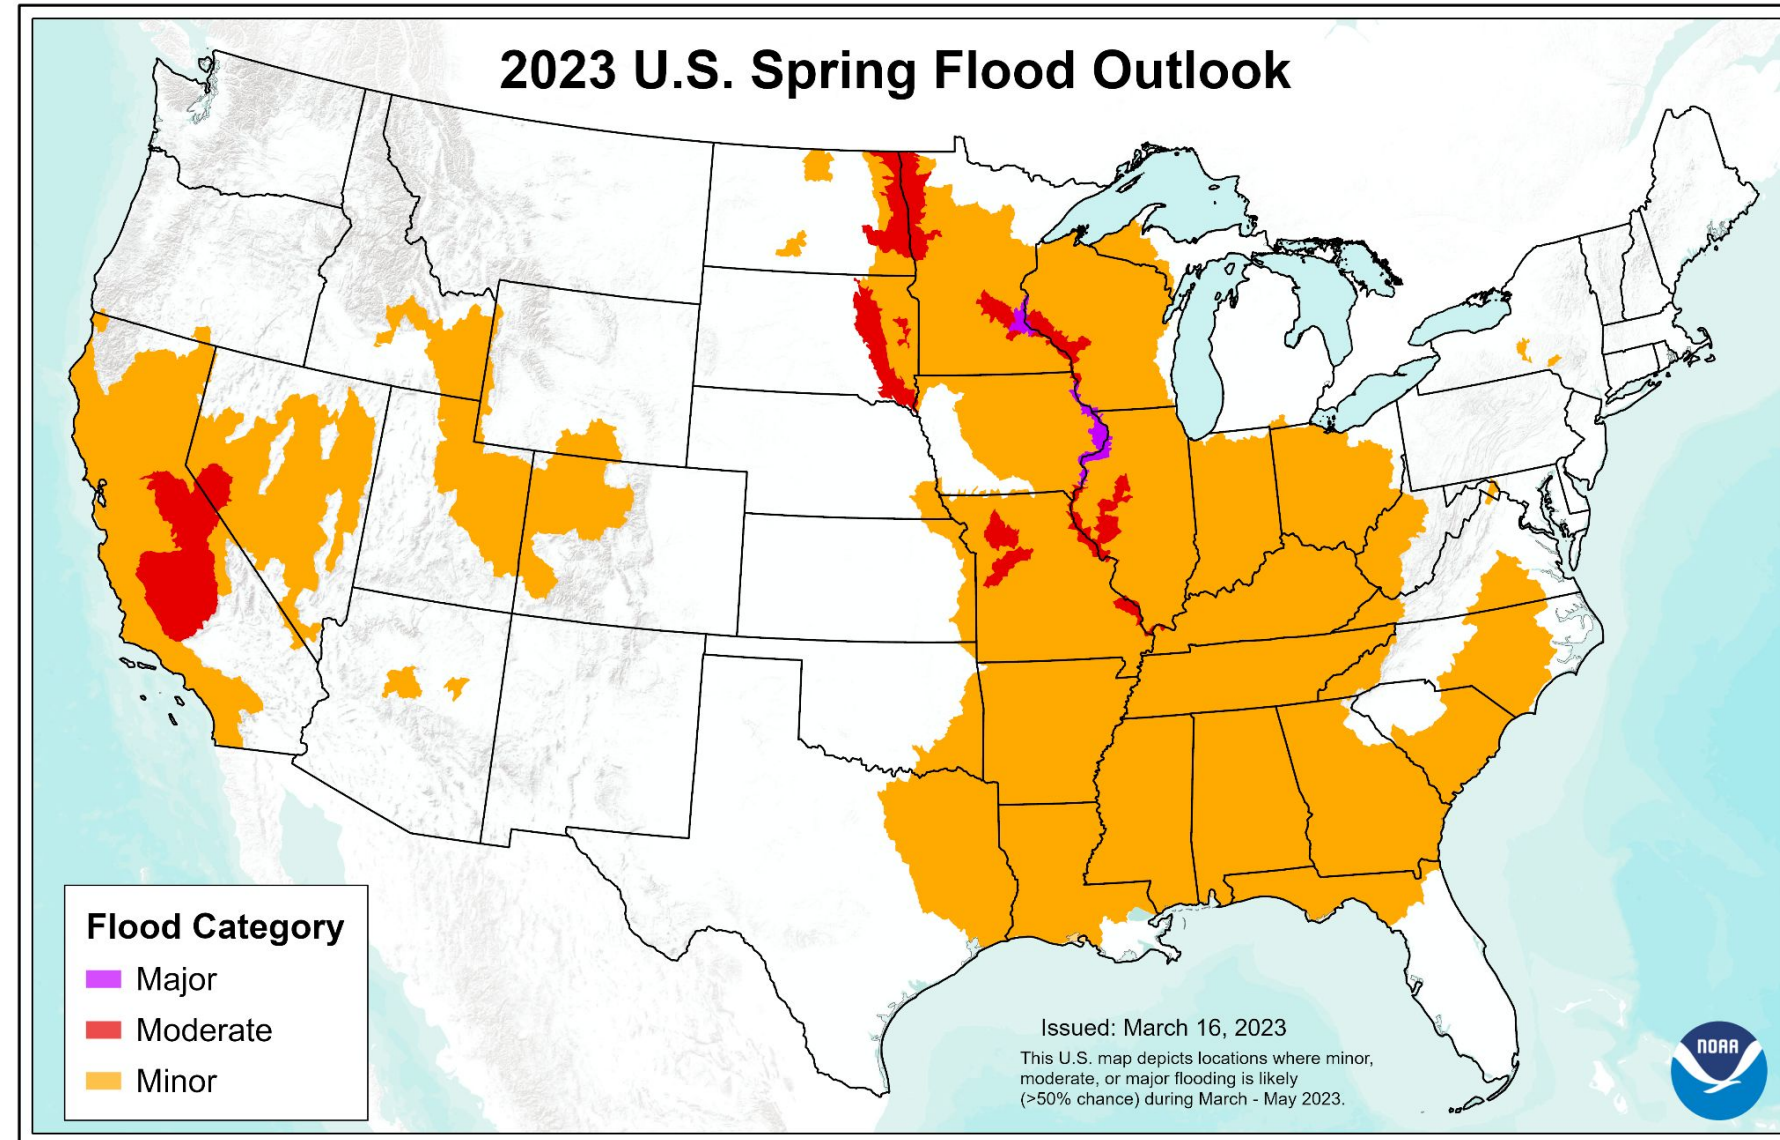 2023 U.S. Spring Flood Outlook
Flood Category
Major
Moderate
Minor
Issued: March 16, 2023
This U.S. map depicts locations where minor,
moderate, or major flooding is likely
(>50% chance) during March - May 2023.
NOAA